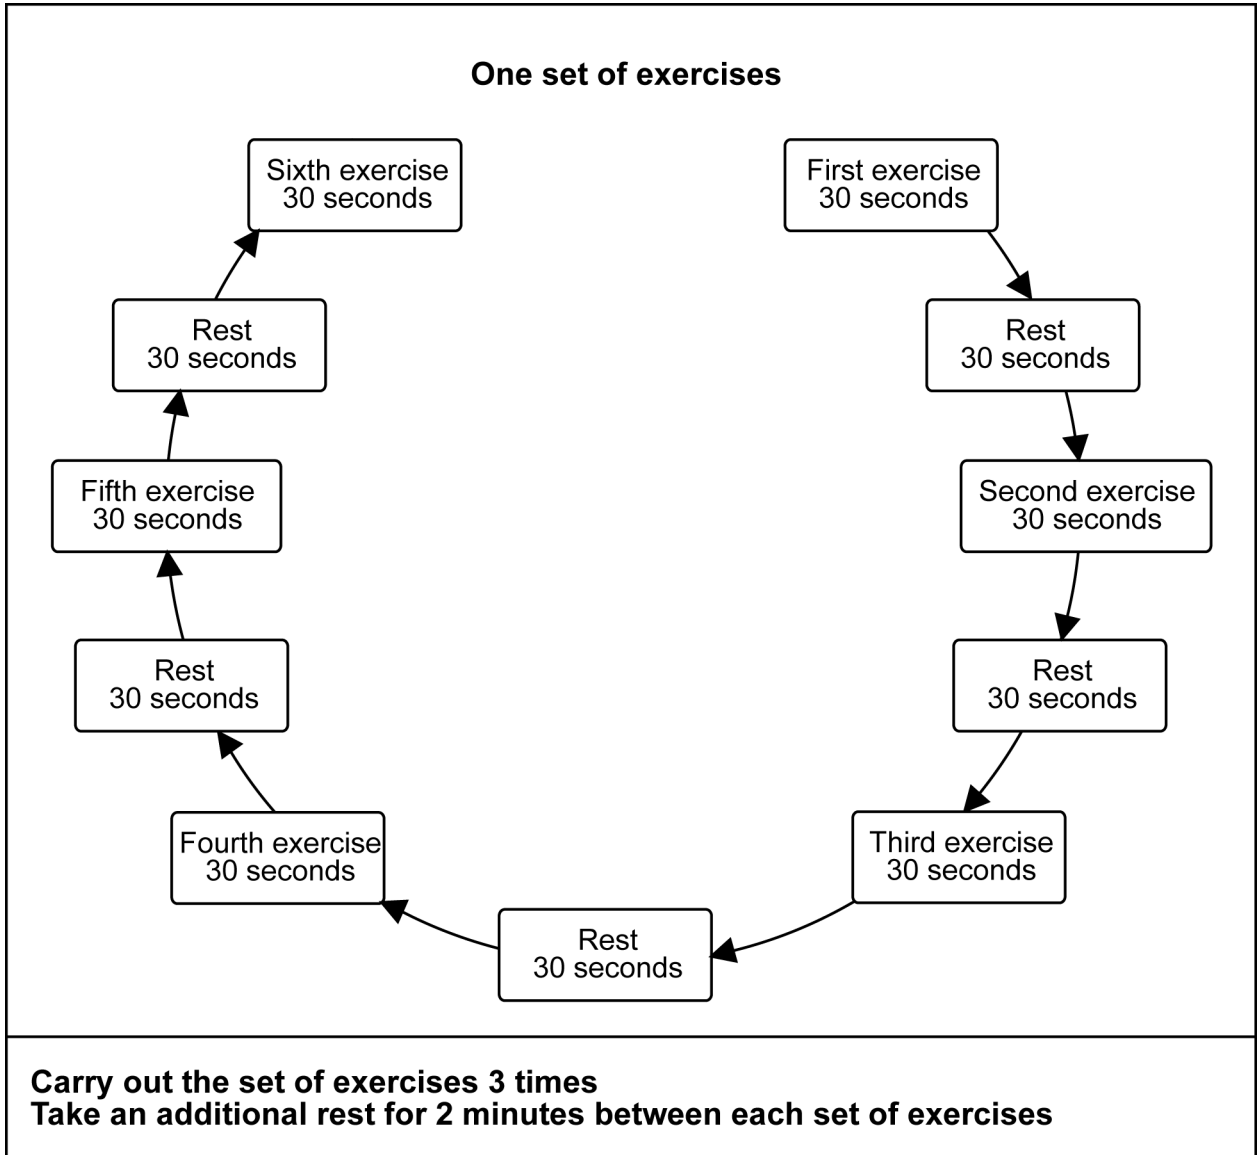 One set of exercises
First exercise
30 seconds
Rest
30 seconds
Second exercise
30 seconds
Rest
30 seconds
Third exercise
30 seconds
Rest
30 seconds
Fourth exercise
30 seconds
Rest
30 seconds
Fifth exercise
30 seconds
Rest
30 seconds
Sixth exercise
30 seconds
Carry out the set of exercises 3 times
Take an additional rest for 2 minutes between each set of exercises